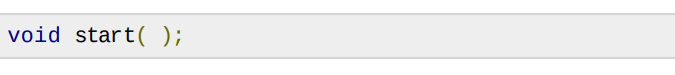 void start( );